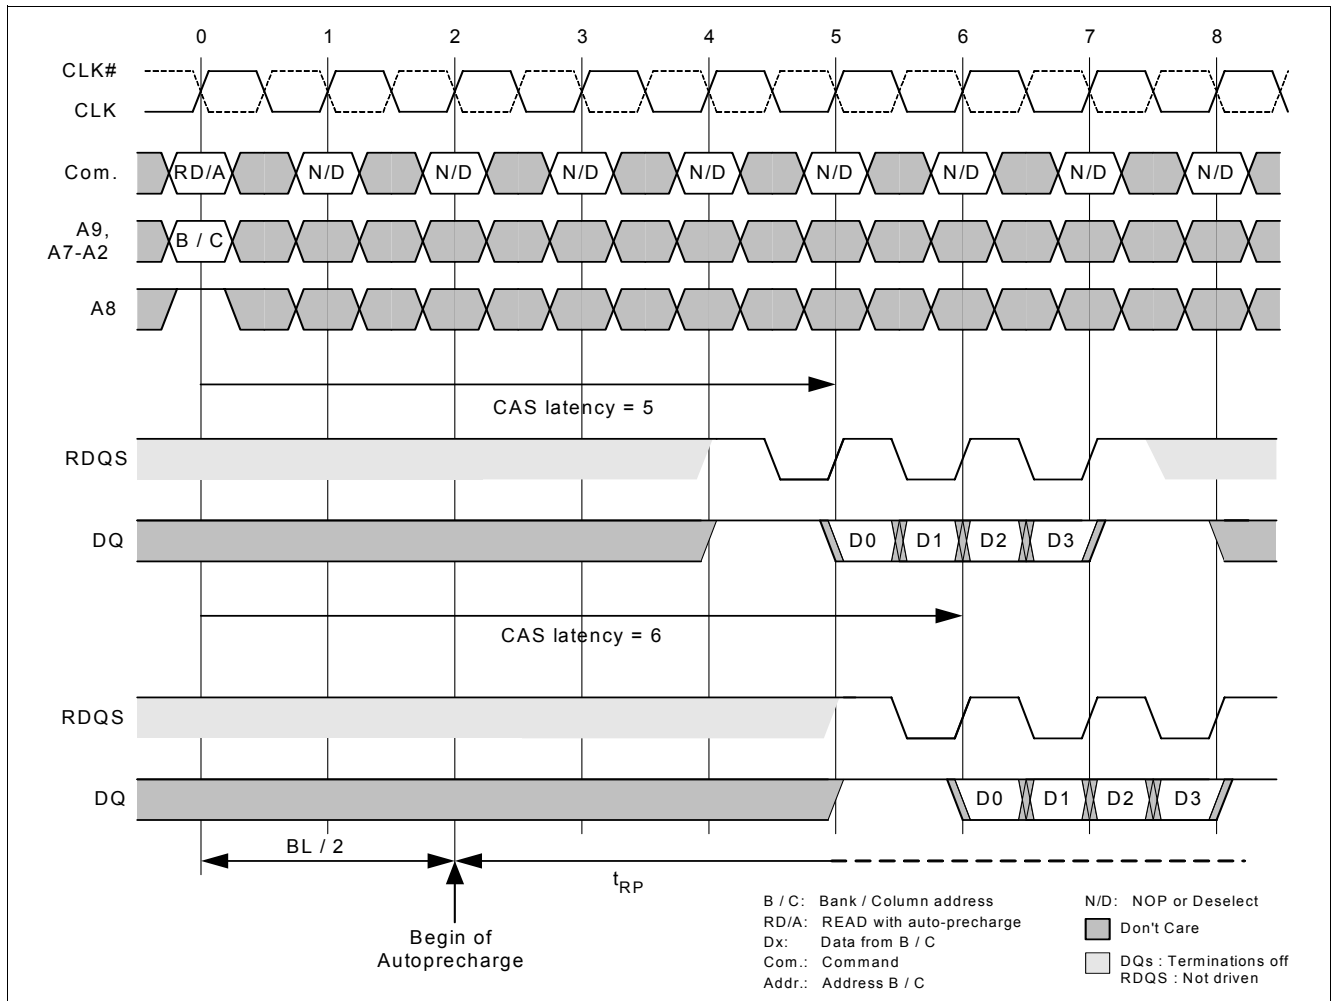 0 1 2 3 4 5 6 7 8
CLK#
CLK
Com. RD/A N/D N/D N/D N/D N/D N/D N/D N/D
A9,
A7-A2
B / C
A8
CAS latency = 5
RDQS
DQ D0 D1 D2 D3
CAS latency = 6
RDQS
DQ D0 D1 D2 D3
BL / 2
tRP
Begin of
Autoprecharge
B / C: Bank / Column address
RD/A: READ with auto-precharge
Dx: Data from B / C
Com.: Command
Addr.: Address B / C
N/D: NOP or Deselect
Don't Care
DQs : Terminations off
RDQS : Not driven